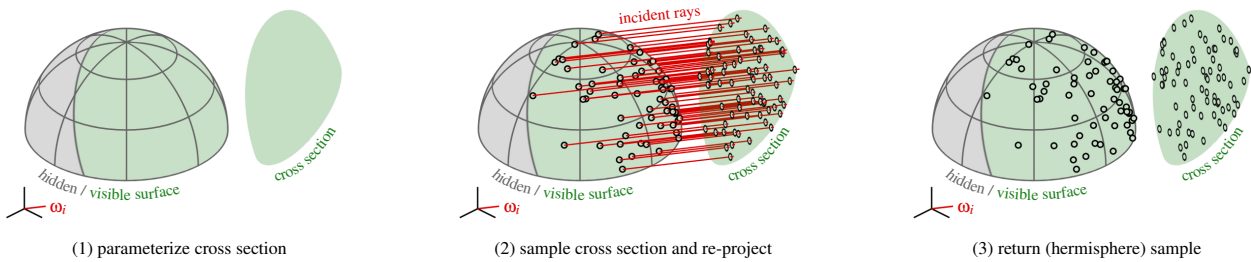 hidden / visible surface
cross section
ωi
(1) parameterize cross section
incident rays
hidden / visible surface
cross section
ωi
(2) sample cross section and re-project
hidden / visible surface
cross section
ωi
(3) return (hermisphere) sample